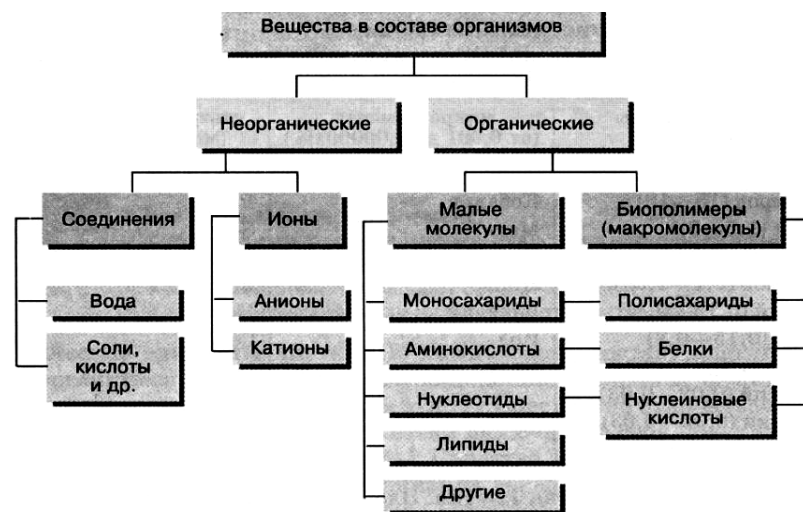 Вещества в составе организмов
Неорганические
Органические
Соединения
Ионы
Малые
молекулы
Биополимеры
(макромолекулы)
Вода
Анионы
Моносахариды
Полисахариды
Соли,
кислоты
и др.
Катионы
Аминокислоты
Белки
Нуклеотиды
Нуклеиновые
кислоты
Липиды
Другие